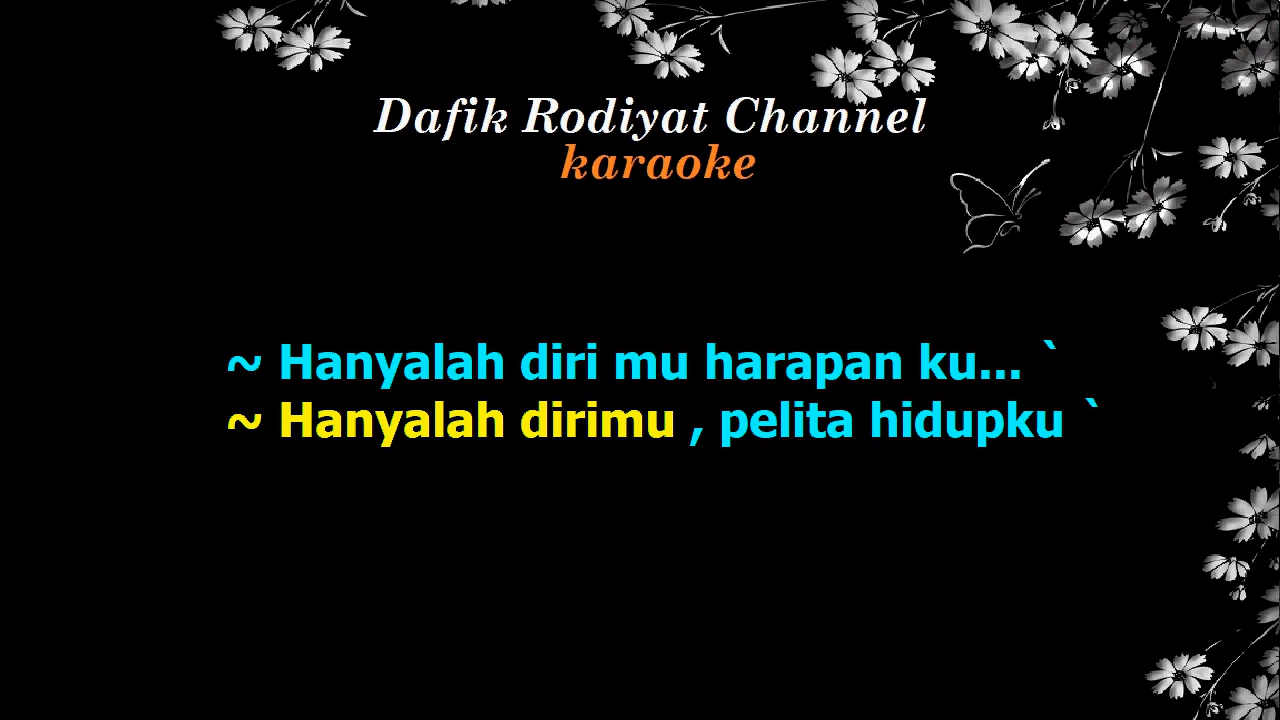 Dafik Rodiyat Channel
karaoke
~ Hanyalah diri mu harapan ku... `
~ Hanyalah dirimu , pelita hidupku `